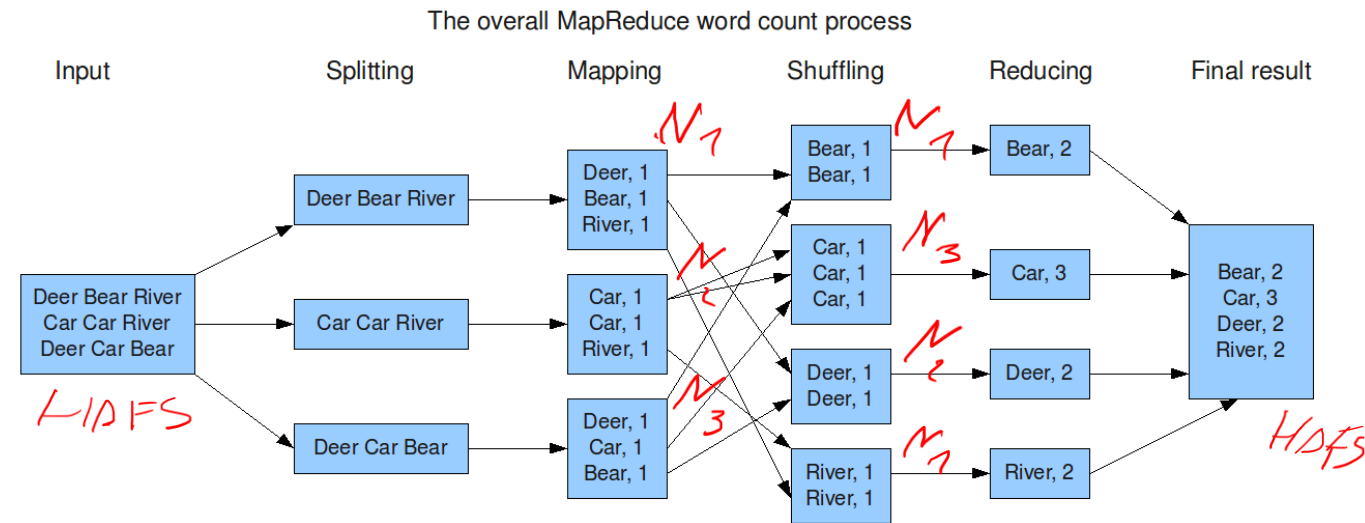 The overall MapReduce word count process
Input
Splitting
Mapping
Shuffling
Reducing
Final result
Deer Bear River
Car Car River
Deer Car Bear
HDFS
Deer Bear River
Car Car River
Deer Car Bear
N1
Deer, 1
Bear, 1
River, 1
N2
Car, 1
Car, 1
River, 1
N3
Deer, 1
Car, 1
Bear, 1
Bear, 1
Bear, 1
N1
Car, 1
Car, 1
Car, 1
N3
Deer, 1
Deer, 1
N2
River, 1
River, 1
N1
Bear, 2
Car, 3
Deer, 2
River, 2
Bear, 2
Car, 3
Deer, 2
River, 2
HDFS